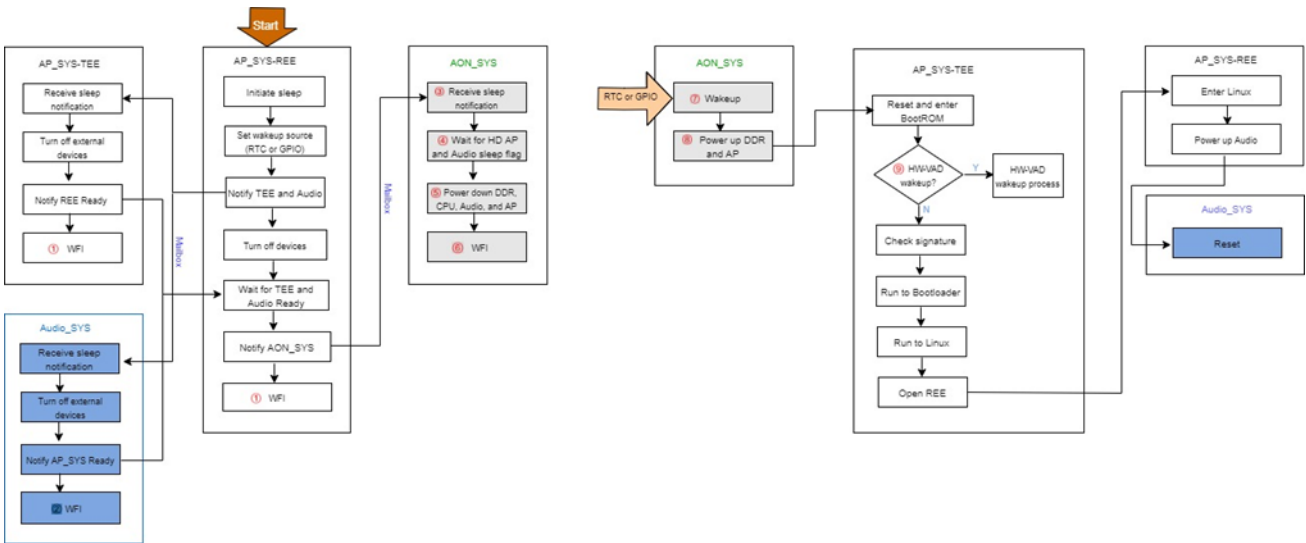 Start
AP_SYS-TEE
Receive sleep
notification
Turn off external
devices
Notify REE Ready
① WFI
Mailbox
AP_SYS-REE
Initiate sleep
Set wakeup source
(RTC or GPIO)
Notify TEE and Audio
Turn off devices
Wait for TEE and
Audio Ready
Notify AON_SYS
① WFI
Mailbox
AON_SYS
③ Receive sleep
notification
④ Wait for HD AP
and Audio sleep flag
⑤ Power down DDR,
CPU, Audio, and AP
⑥ WFI
Audio_SYS
Receive sleep
notification
Turn off external
devices
Notify AP_SYS Ready
WFI
RTC or GPIO
AON_SYS
⑦ Wakeup
⑧ Power up DDR
and AP
AP_SYS-TEE
Reset and enter
BootROM
⑨ HW-VAD
wakeup?
Y
HW-VAD
wakeup process
N
Check signature
Run to Bootloader
Run to Linux
Open REE
AP_SYS-REE
Enter Linux
Power up Audio
Audio_SYS
Reset